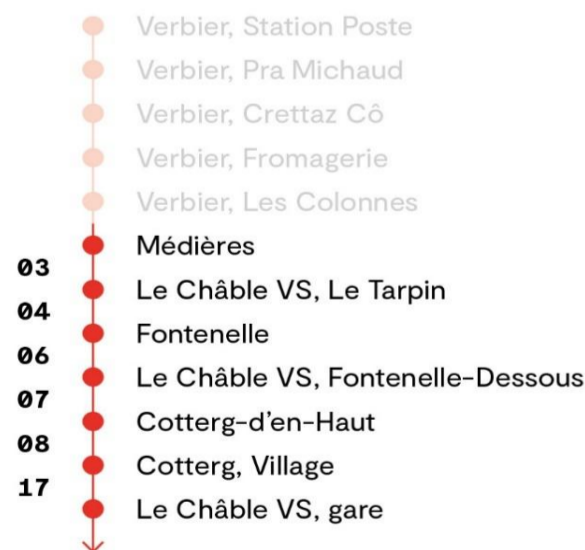 Verbier, Station Poste
Verbier, Pra Michaud
Verbier, Crettaz Cô
Verbier, Fromagerie
Verbier, Les Colonnes
Médières
03
Le Châble VS, Le Tarpin
04
Fontenelle
06
Le Châble VS, Fontenelle-Dessous
07
Cotterg-d’en-Haut
08
Cotterg, Village
17
Le Châble VS, gare